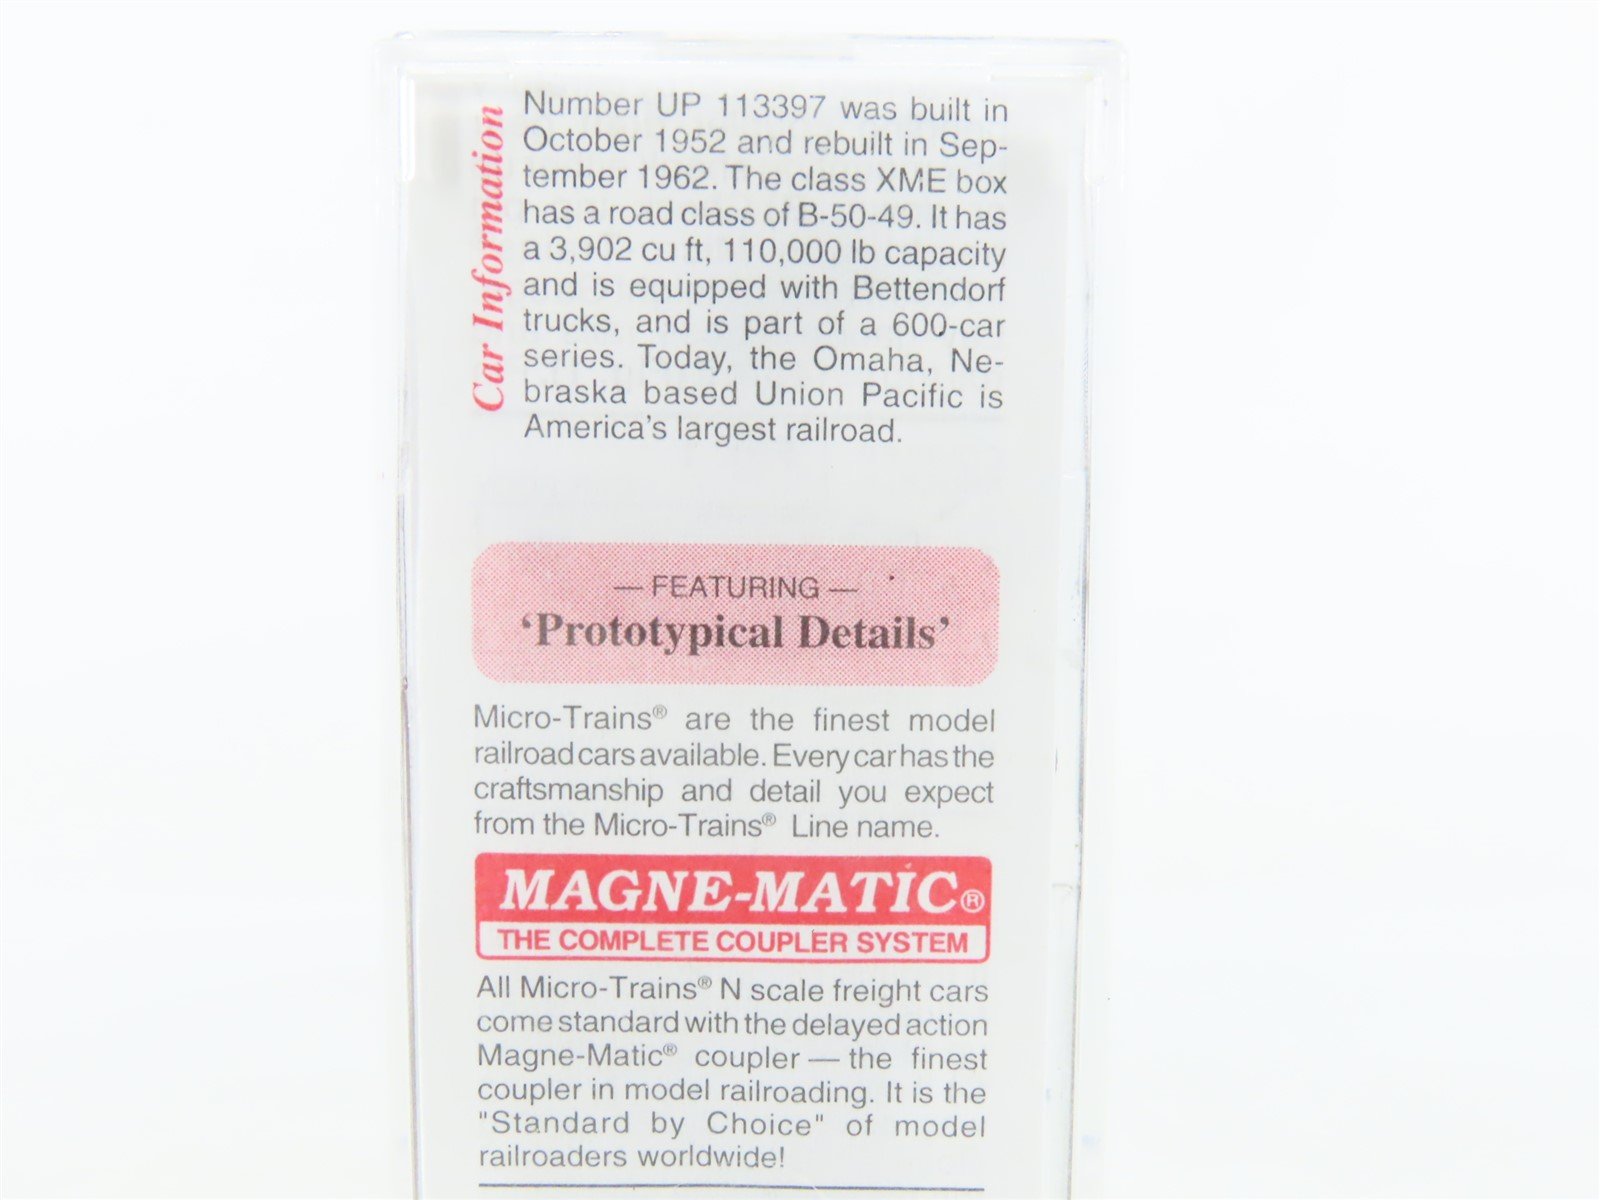 Car Information
Number UP 113397 was built in
October 1952 and rebuilt in Sep-
tember 1962. The class XME box
has a road class of B-50-49. It has
a 3,902 cu ft, 110,000 lb capacity
and is equipped with Bettendorf
trucks, and is part of a 600-car
series. Today, the Omaha, Ne-
braska based Union Pacific is
America's largest railroad.
— FEATURING —
'Prototypical Details'
Micro-Trains® are the finest model
railroad cars available. Every car has the
craftsmanship and detail you expect
from the Micro-Trains® Line name.
MAGNE-MATIC®
THE COMPLETE COUPLER SYSTEM
All Micro-Trains® N scale freight cars
come standard with the delayed action
Magne-Matic® coupler — the finest
coupler in model railroading. It is the
"Standard by Choice" of model
railroaders worldwide!